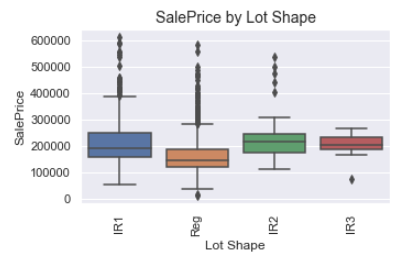 SalePrice by Lot Shape
600000
500000
400000
300000
200000
100000
0
SalePrice
IR1
Reg
IR2
IR3
Lot Shape